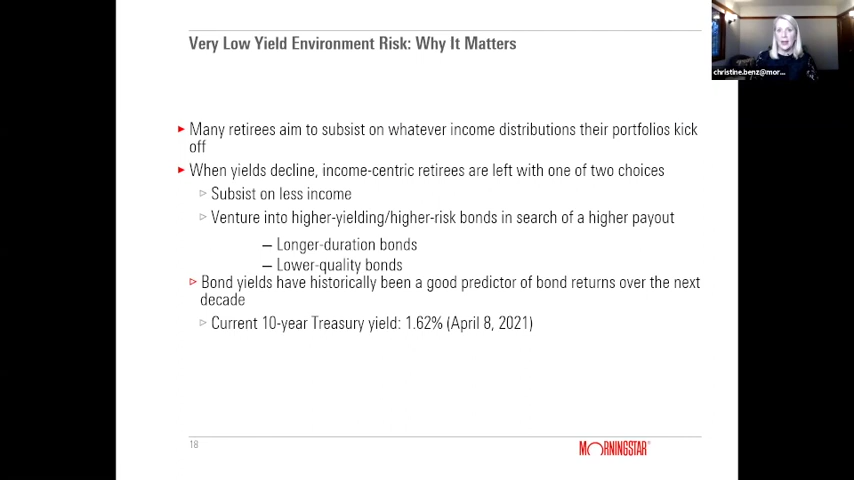 Very Low Yield Environment Risk: Why It Matters
christine.benz@mor...
Many retirees aim to subsist on whatever income distributions their portfolios kick
off
When yields decline, income-centric retirees are left with one of two choices
Subsist on less income
Venture into higher-yielding/higher-risk bonds in search of a higher payout
– Longer-duration bonds
– Lower-quality bonds
Bond yields have historically been a good predictor of bond returns over the next
decade
Current 10-year Treasury yield: 1.62% (April 8, 2021)
18
MORNINGSTAR